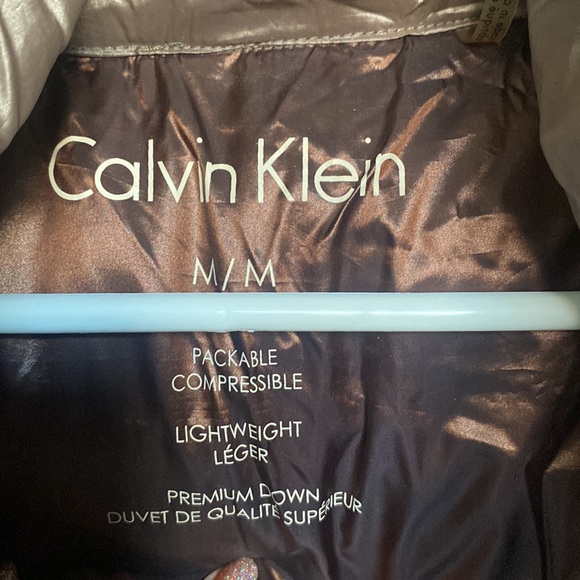 Calvin Klein
M/M
PACKABLE
COMPRESSIBLE
LIGHTWEIGHT
LÉGER
PREMIUM DOWN
DUVET DE QUALITÉ SUPÉRIEUR